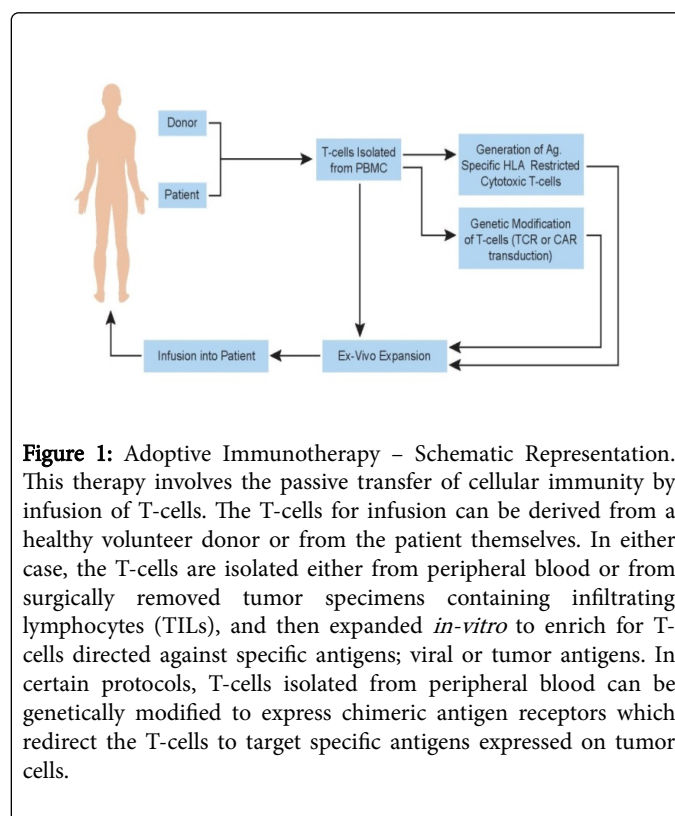 Donor
Patient
T-cells Isolated
from PBMC
Generation of Ag.
Specific HLA Restricted
Cytotoxic T-cells
Genetic Modification
of T-cells (TCR or CAR
transduction)
Infusion into Patient
Ex-Vivo Expansion
Figure 1: Adoptive Immunotherapy – Schematic Representation.
This therapy involves the passive transfer of cellular immunity by
infusion of T-cells. The T-cells for infusion can be derived from a
healthy volunteer donor or from the patient themselves. In either
case, the T-cells are isolated either from peripheral blood or from
surgically removed tumor specimens containing infiltrating
lymphocytes (TILs), and then expanded in-vitro to enrich for T-
cells directed against specific antigens; viral or tumor antigens. In
certain protocols, T-cells isolated from peripheral blood can be
genetically modified to express chimeric antigen receptors which
redirect the T-cells to target specific antigens expressed on tumor
cells.